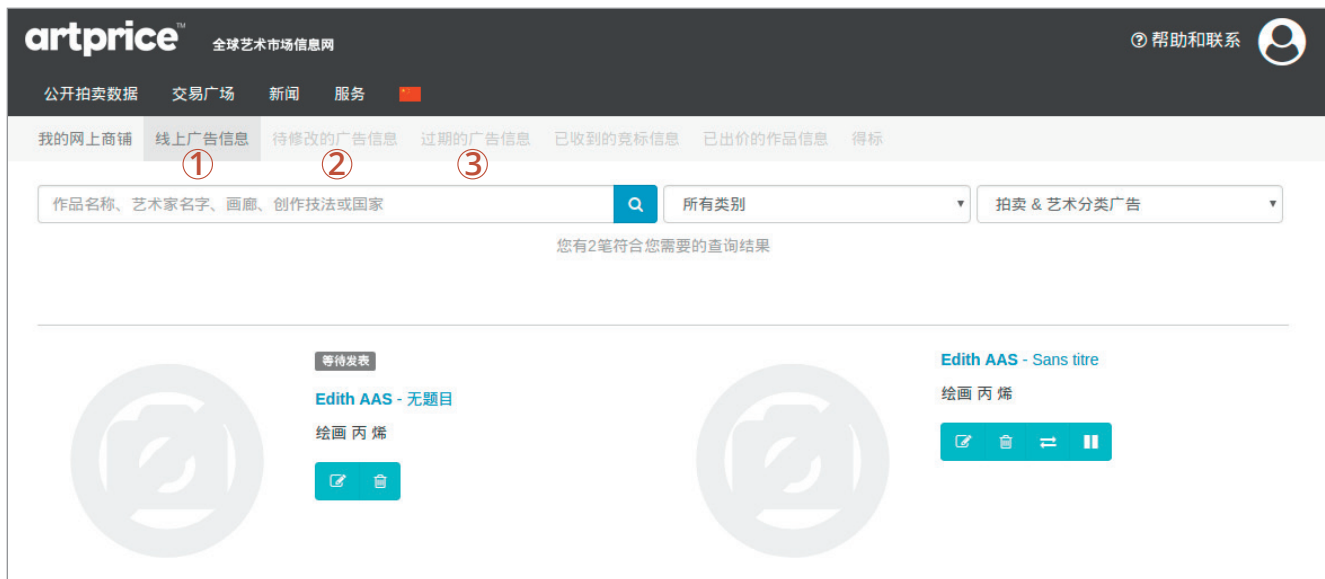 artprice™ 全球艺术市场信息网
帮助和联系
公开拍卖数据 交易广场 新闻 服务
我的网上商铺 线上广告信息 待修改的广告信息 过期的广告信息 已收到的竞标信息 已出价的作品信息 得标
① ② ③
作品名称、艺术家名字、画廊、创作技法或国家 所有类别 拍卖 & 艺术分类广告
您有2笔符合您需要的查询结果
等待发表
Edith AAS - 无题目
绘画 丙 烯
Edith AAS - Sans titre
绘画 丙 烯